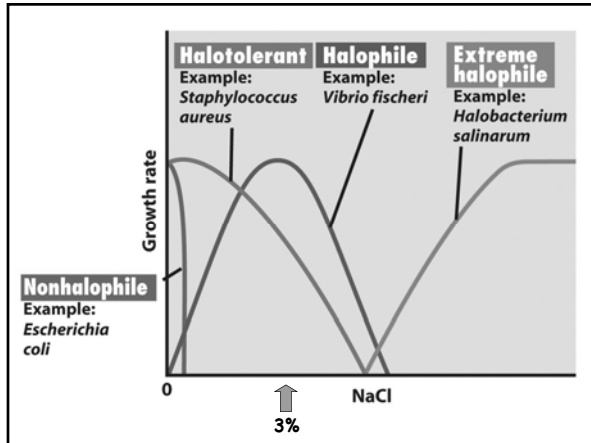 Halotolerant
Example:
Staphylococcus
aureus
Halophile
Example:
Vibrio fischeri
Extreme
halophile
Example:
Halobacterium
salinarum
Growth rate
Nonhalophile
Example:
Escherichia
coli
0
NaCl
3%